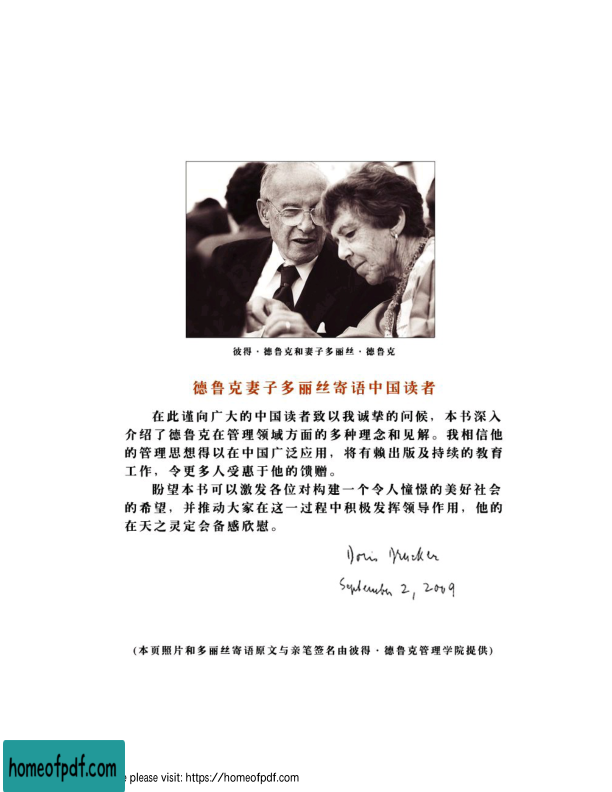 彼得·德鲁克和妻子多丽丝·德鲁克
德鲁克妻子多丽丝寄语中国读者
在此谨向广大的中国读者致以我诚挚的问候，本书深入
介绍了德鲁克在管理领域方面的多种理念和见解。我相信他
的管理思想得以在中国广泛应用，将有赖出版及持续的教育
工作，令更多人受惠于他的馈赠。
盼望本书可以激发各位对构建一个令人憧憬的美好社会
的希望，并推动大家在这一过程中积极发挥领导作用，他的
在天之灵定会备感欣慰。
Doris Drucker
September 2, 2009
(本页照片和多丽丝寄语原文与亲笔签名由彼得·德鲁克管理学院提供)
homeofpdf.com
please visit: https://homeofpdf.com